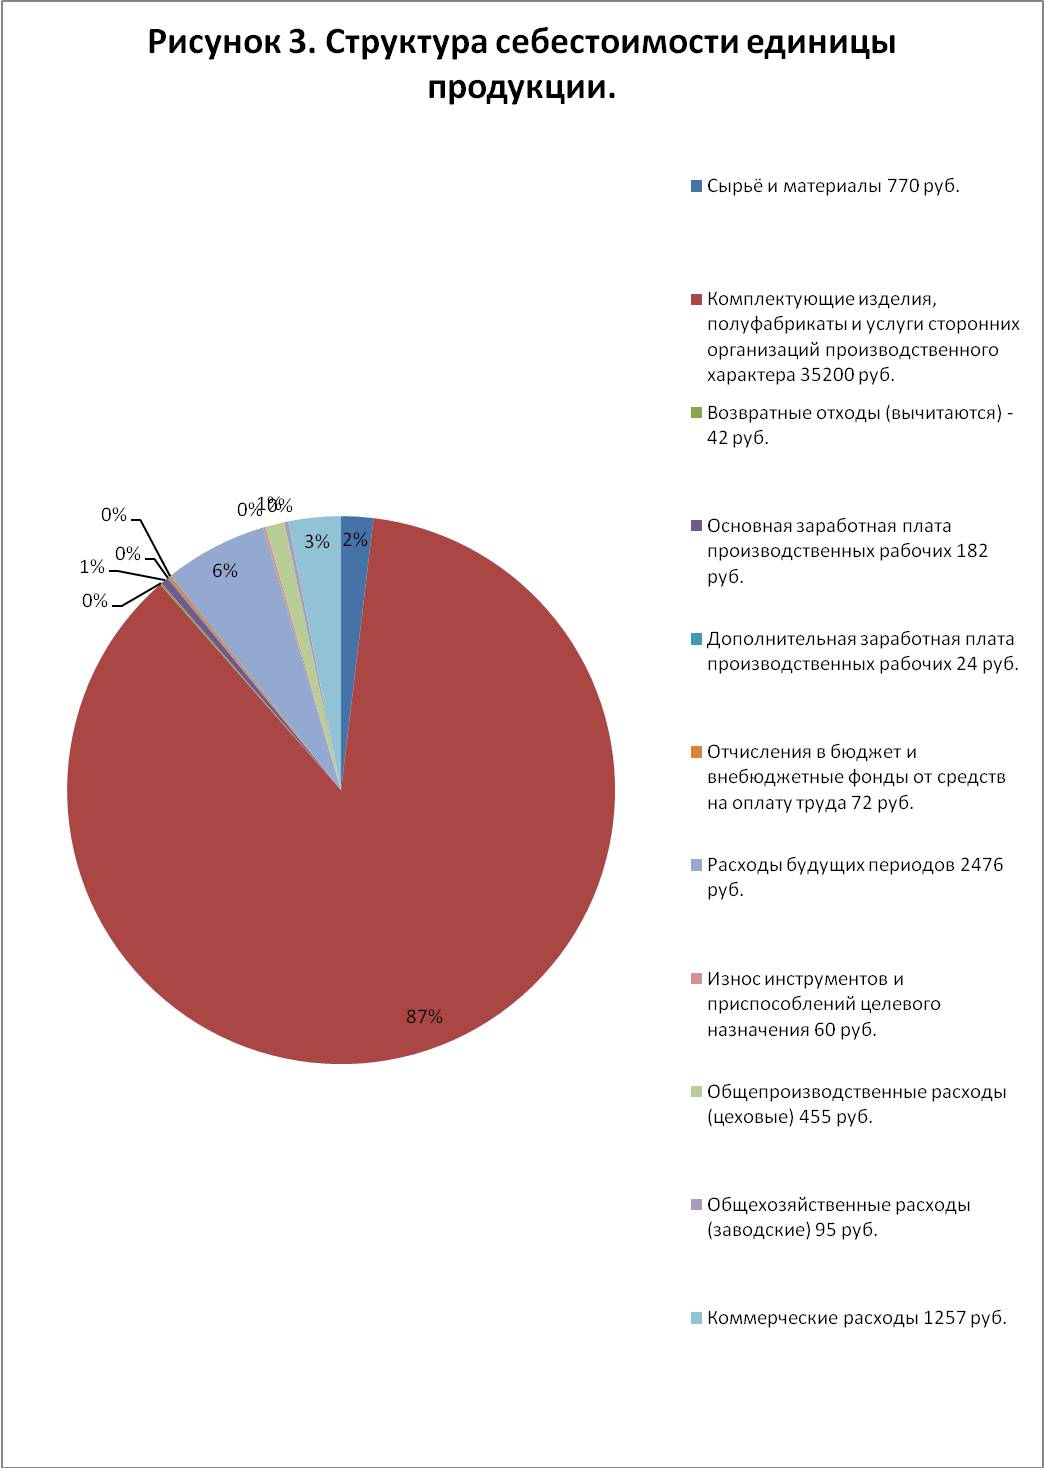 Рисунок 3. Структура себестоимости единицы
продукции.
Сырьё и материалы 770 руб.
Комплектующие изделия,
полуфабрикаты и услуги сторонних
организаций производственного
характера 35200 руб.
Возвратные отходы (вычитаются) -
42 руб.
Основная заработная плата
производственных рабочих 182
руб.
Дополнительная заработная плата
производственных рабочих 24 руб.
Отчисления в бюджет и
внебюджетные фонды от средств
на оплату труда 72 руб.
Расходы будущих периодов 2476
руб.
Износ инструментов и
приспособлений целевого
назначения 60 руб.
Общепроизводственные расходы
(цеховые) 455 руб.
Общехозяйственные расходы
(заводские) 95 руб.
Коммерческие расходы 1257 руб.
0%
1%
0%
0%
0%
1%
0%
6%
3%
2%
87%